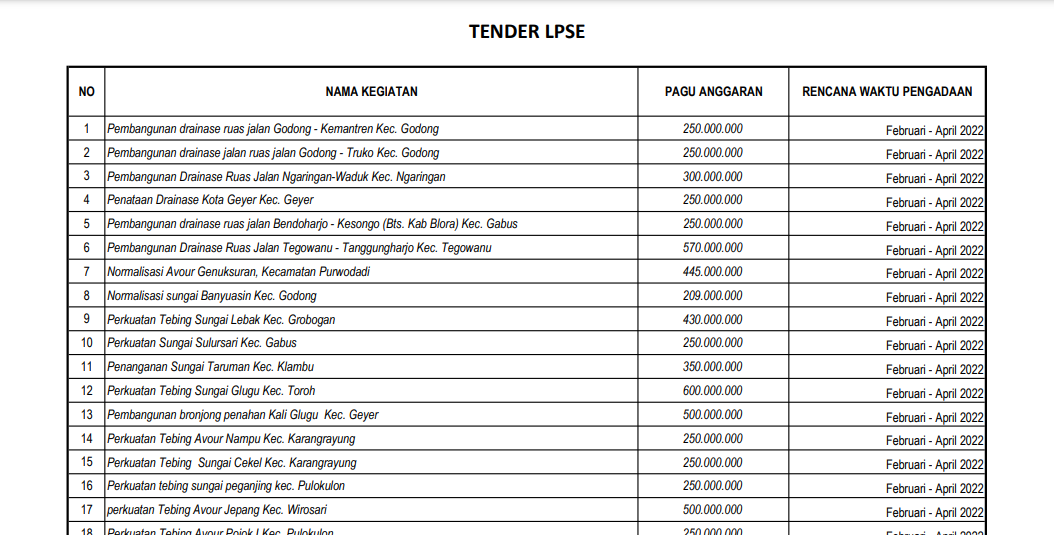 TENDER LPSE
NO NAMA KEGIATAN PAGU ANGGARAN RENCANA WAKTU PENGADAAN
1 Pembangunan drainase ruas jalan Godong - Kemantren Kec. Godong 250.000.000 Februari - April 2022
2 Pembangunan drainase jalan ruas jalan Godong - Truko Kec. Godong 250.000.000 Februari - April 2022
3 Pembangunan Drainase Ruas Jalan Ngaringan-Waduk Kec. Ngaringan 300.000.000 Februari - April 2022
4 Penataan Drainase Kota Geyer Kec. Geyer 250.000.000 Februari - April 2022
5 Pembangunan drainase ruas jalan Bendoharjo - Kesongo (Bts. Kab Blora) Kec. Gabus 250.000.000 Februari - April 2022
6 Pembangunan Drainase Ruas Jalan Tegowanu - Tanggungharjo Kec. Tegowanu 570.000.000 Februari - April 2022
7 Normalisasi Avour Genuksuran, Kecamatan Purwodadi 445.000.000 Februari - April 2022
8 Normalisasi sungai Banyuasin Kec. Godong 209.000.000 Februari - April 2022
9 Perkuatan Tebing Sungai Lebak Kec. Grobogan 430.000.000 Februari - April 2022
10 Perkuatan Sungai Sulursari Kec. Gabus 250.000.000 Februari - April 2022
11 Penanganan Sungai Taruman Kec. Klambu 350.000.000 Februari - April 2022
12 Perkuatan Tebing Sungai Glugu Kec. Toroh 600.000.000 Februari - April 2022
13 Pembangunan bronjong penahan Kali Glugu Kec. Geyer 500.000.000 Februari - April 2022
14 Perkuatan Tebing Avour Nampu Kec. Karangrayung 250.000.000 Februari - April 2022
15 Perkuatan Tebing Sungai Cekel Kec. Karangrayung 250.000.000 Februari - April 2022
16 Perkuatan tebing sungai peganjing kec. Pulokulon 250.000.000 Februari - April 2022
17 perkuatan Tebing Avour Jepang Kec. Wirosari 500.000.000 Februari - April 2022
18 Perkuatan Tebing Avour Pojok I Kec. Pulokulon 250.000.000 Februari - April 2022